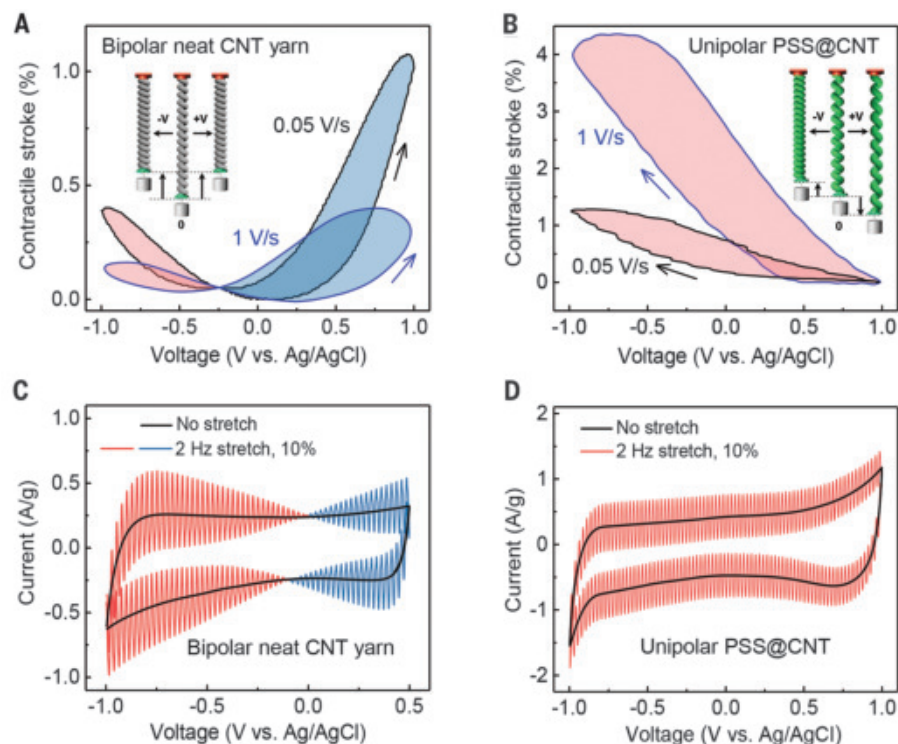 A
Bipolar neat CNT yarn
Contractile stroke (%)
1.0
0.5
0.0
-V
+V
0
0.05 V/s
1 V/s
-1.0 -0.5 0.0 0.5 1.0
Voltage (V vs. Ag/AgCl)
B
Unipolar PSS@CNT
Contractile stroke (%)
4
3
2
1
0
-V
+V
0
1 V/s
0.05 V/s
-1.0 -0.5 0.0 0.5 1.0
Voltage (V vs. Ag/AgCl)
C
No stretch
2 Hz stretch, 10%
Current (A/g)
1.0
0.5
0.0
-0.5
-1.0
Bipolar neat CNT yarn
-1.0 -0.5 0.0 0.5
Voltage (V vs. Ag/AgCl)
D
No stretch
2 Hz stretch, 10%
Current (A/g)
2
1
0
-1
-2
Unipolar PSS@CNT
-1.0 -0.5 0.0 0.5 1.0
Voltage (V vs. Ag/AgCl)